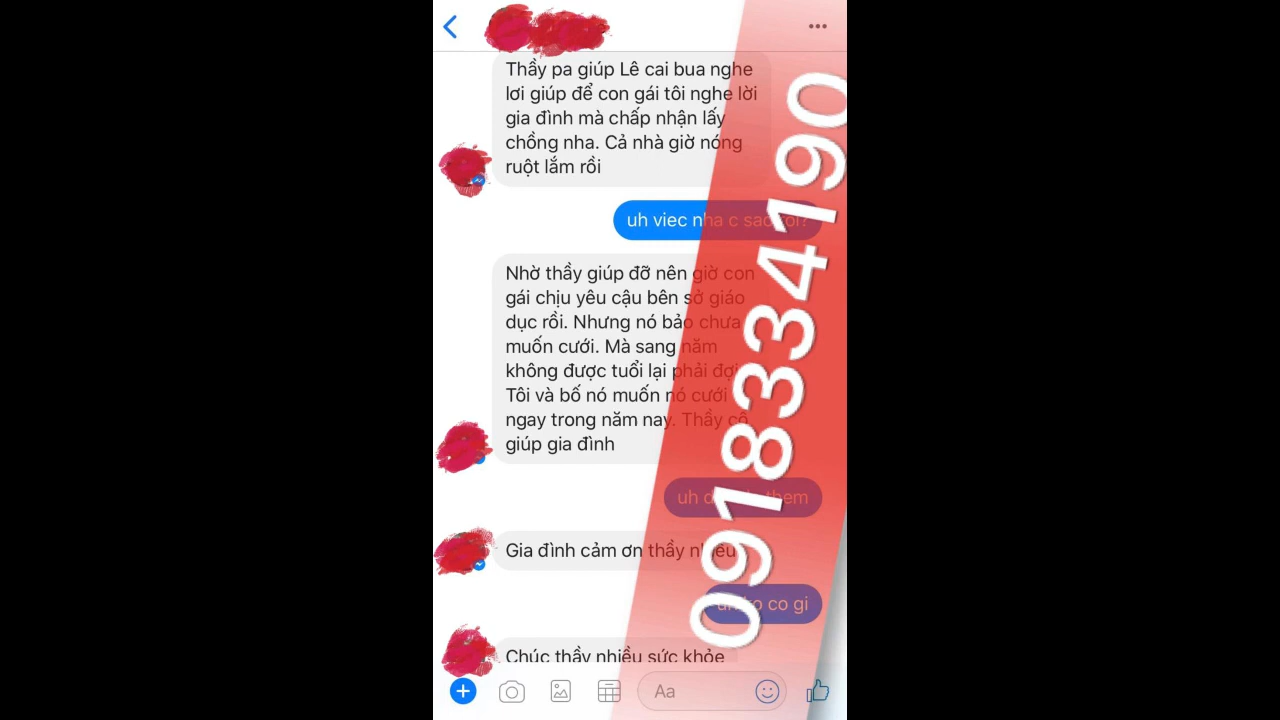 Thầy pa giúp Lê cai bua nghe
lơi giúp để con gái tôi nghe lời
gia đình mà chấp nhận lấy
chồng nha. Cả nhà giờ nóng
ruột lắm rồi
uh viec nha c sao roi?
Nhờ thầy giúp đỡ nên giờ con
gái chịu yêu cậu bên sở giáo
dục rồi. Nhưng nó bảo chưa
muốn cưới. Mà sang năm
không được tuổi lại phải đợi
Tôi và bố nó muốn nó cưới
ngay trong năm nay. Thầy cô
giúp gia đình
uh them
Gia đình cảm ơn thầy nhiều
ko co gi
Chúc thầy nhiều sức khỏe
Aa
0918334190